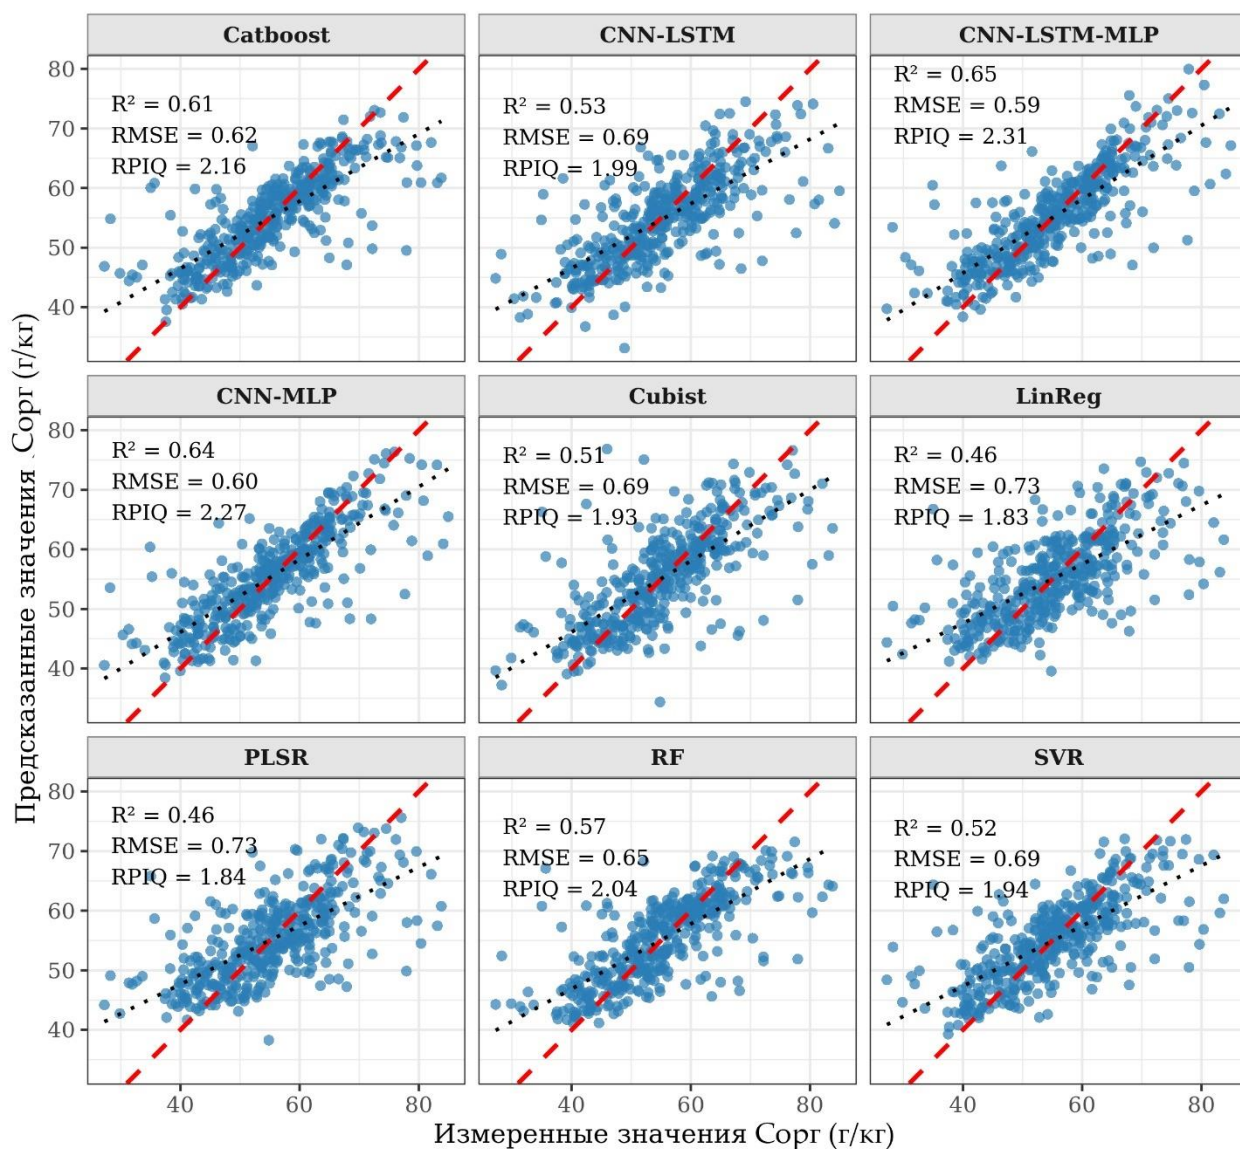 Catboost
CNN-LSTM
CNN-LSTM-MLP
80
70
60
50
40
R² = 0.61
RMSE = 0.62
RPIQ = 2.16
R² = 0.53
RMSE = 0.69
RPIQ = 1.99
R² = 0.65
RMSE = 0.59
RPIQ = 2.31
CNN-MLP
Cubist
LinReg
80
70
60
50
40
R² = 0.64
RMSE = 0.60
RPIQ = 2.27
R² = 0.51
RMSE = 0.69
RPIQ = 1.93
R² = 0.46
RMSE = 0.73
RPIQ = 1.83
PLSR
RF
SVR
80
70
60
50
40
R² = 0.46
RMSE = 0.73
RPIQ = 1.84
R² = 0.57
RMSE = 0.65
RPIQ = 2.04
R² = 0.52
RMSE = 0.69
RPIQ = 1.94
40 60 80
40 60 80
40 60 80
Предсказанные значения Сорг (г/кг)
Измеренные значения Сорг (г/кг)